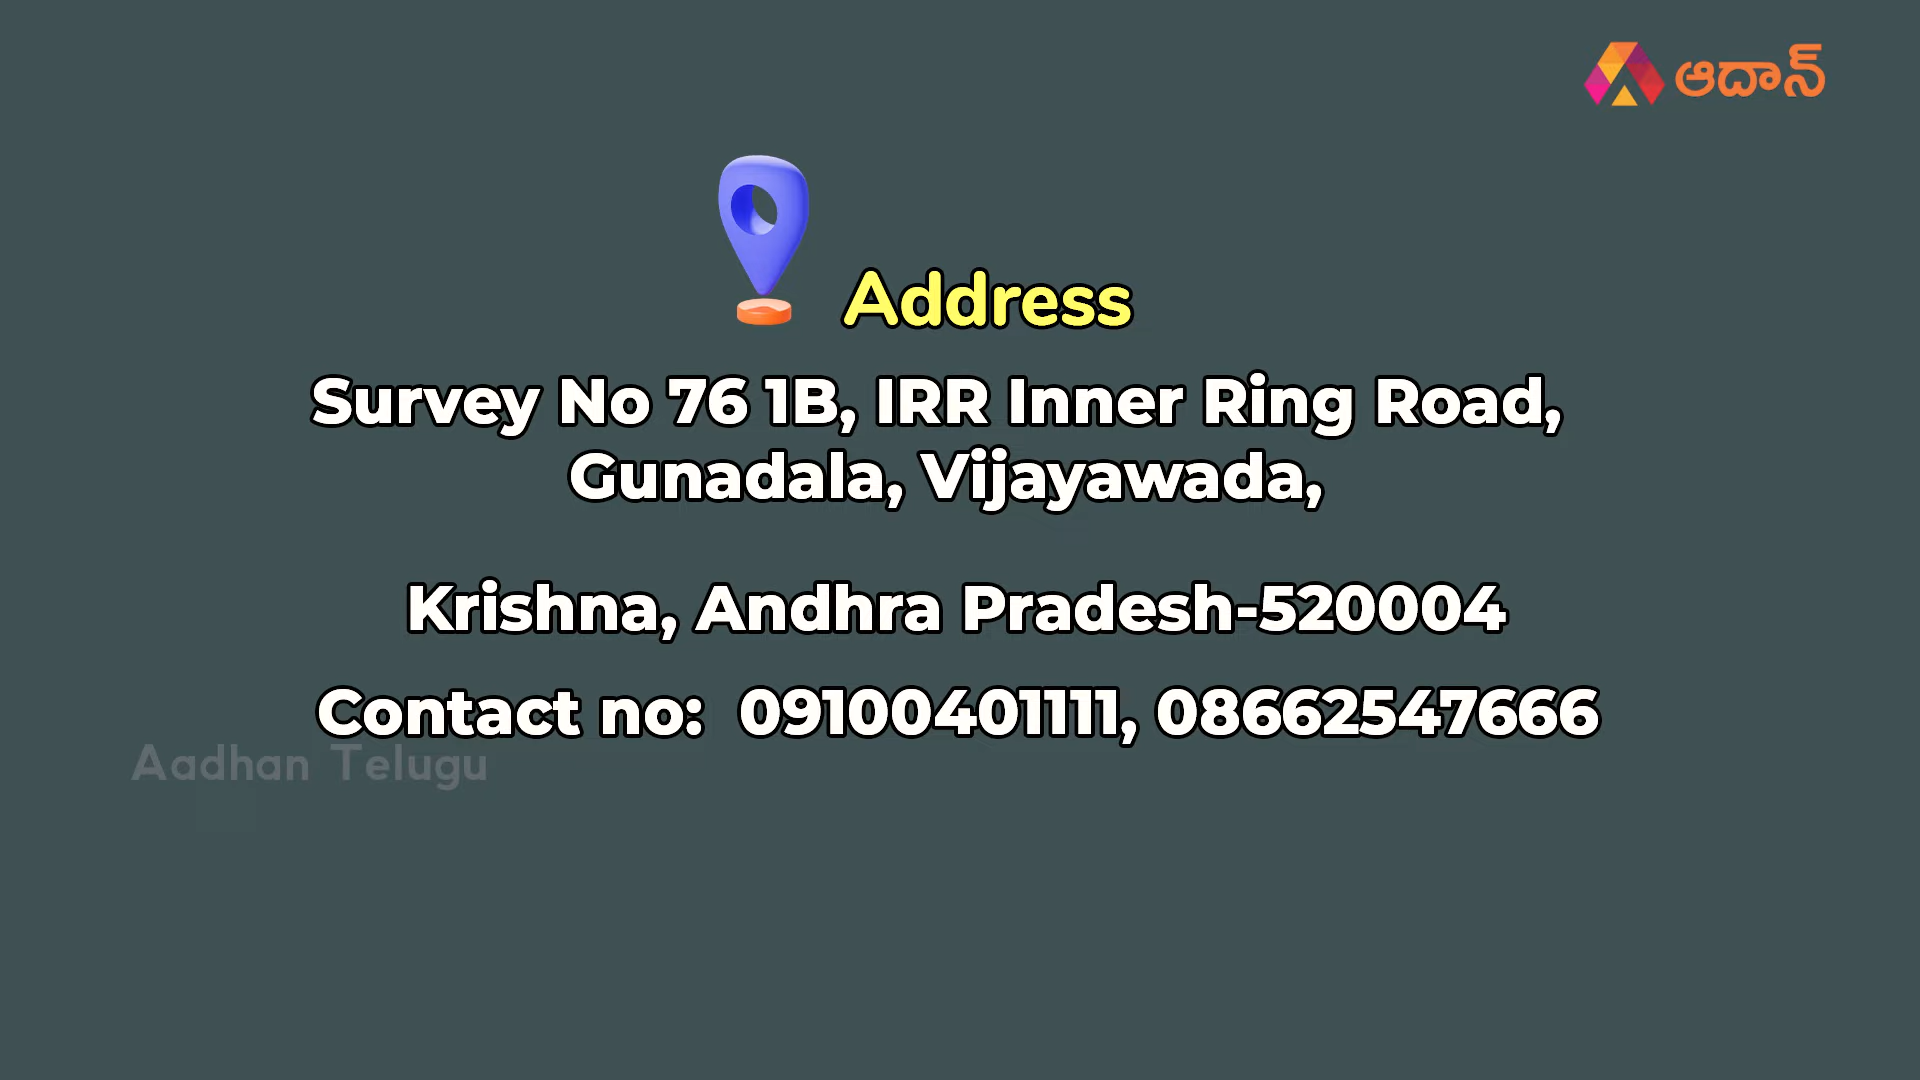 ఆదాన్
Address
Survey No 76 1B, IRR Inner Ring Road,
Gunadala, Vijayawada,
Krishna, Andhra Pradesh-520004
Contact no: 09100401111, 08662547666
Aadhan Telugu